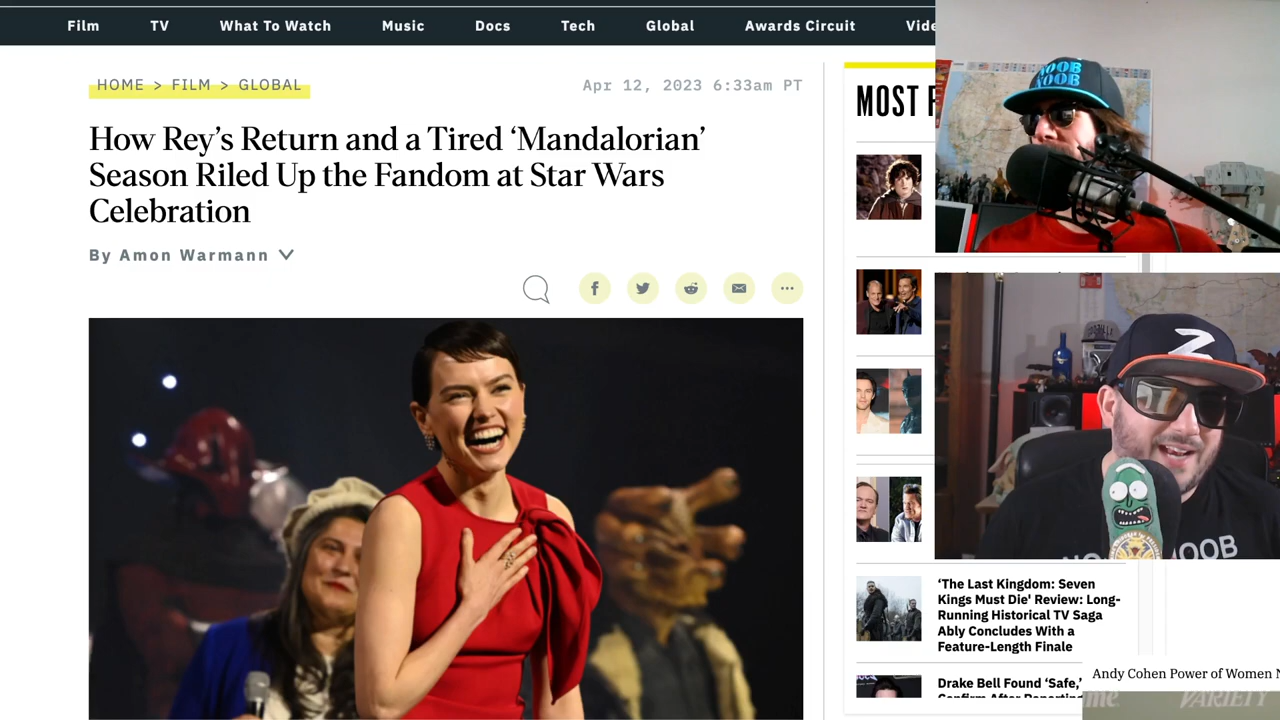 Film TV What To Watch Music Docs Tech Global Awards Circuit
HOME > FILM > GLOBAL
Apr 12, 2023 6:33am PT
How Rey’s Return and a Tired ‘Mandalorian’
Season Riled Up the Fandom at Star Wars
Celebration
By Amon Warmann
MOST
NOOB
NOOB
Z
NOOB
‘The Last Kingdom: Seven
Kings Must Die' Review: Long-
Running Historical TV Saga
Ably Concludes With a
Feature-Length Finale
Drake Bell Found ‘Safe,’
Andy Cohen Power of Women
VARIETY